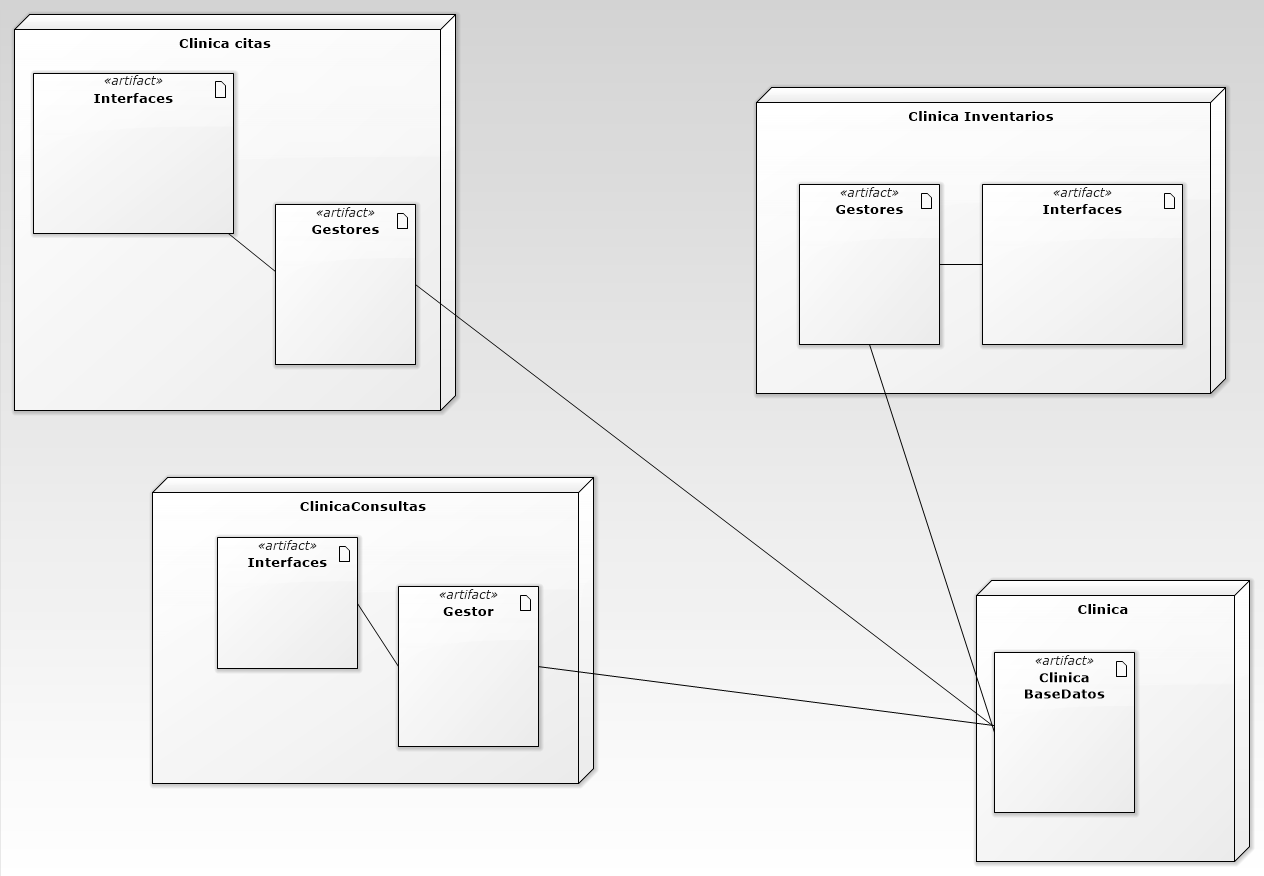 Clinica citas
«artifact»
Interfaces
«artifact»
Gestores
Clinica Inventarios
«artifact»
Gestores
«artifact»
Interfaces
ClinicaConsultas
«artifact»
Interfaces
«artifact»
Gestor
Clinica
«artifact»
Clinica
BaseDatos